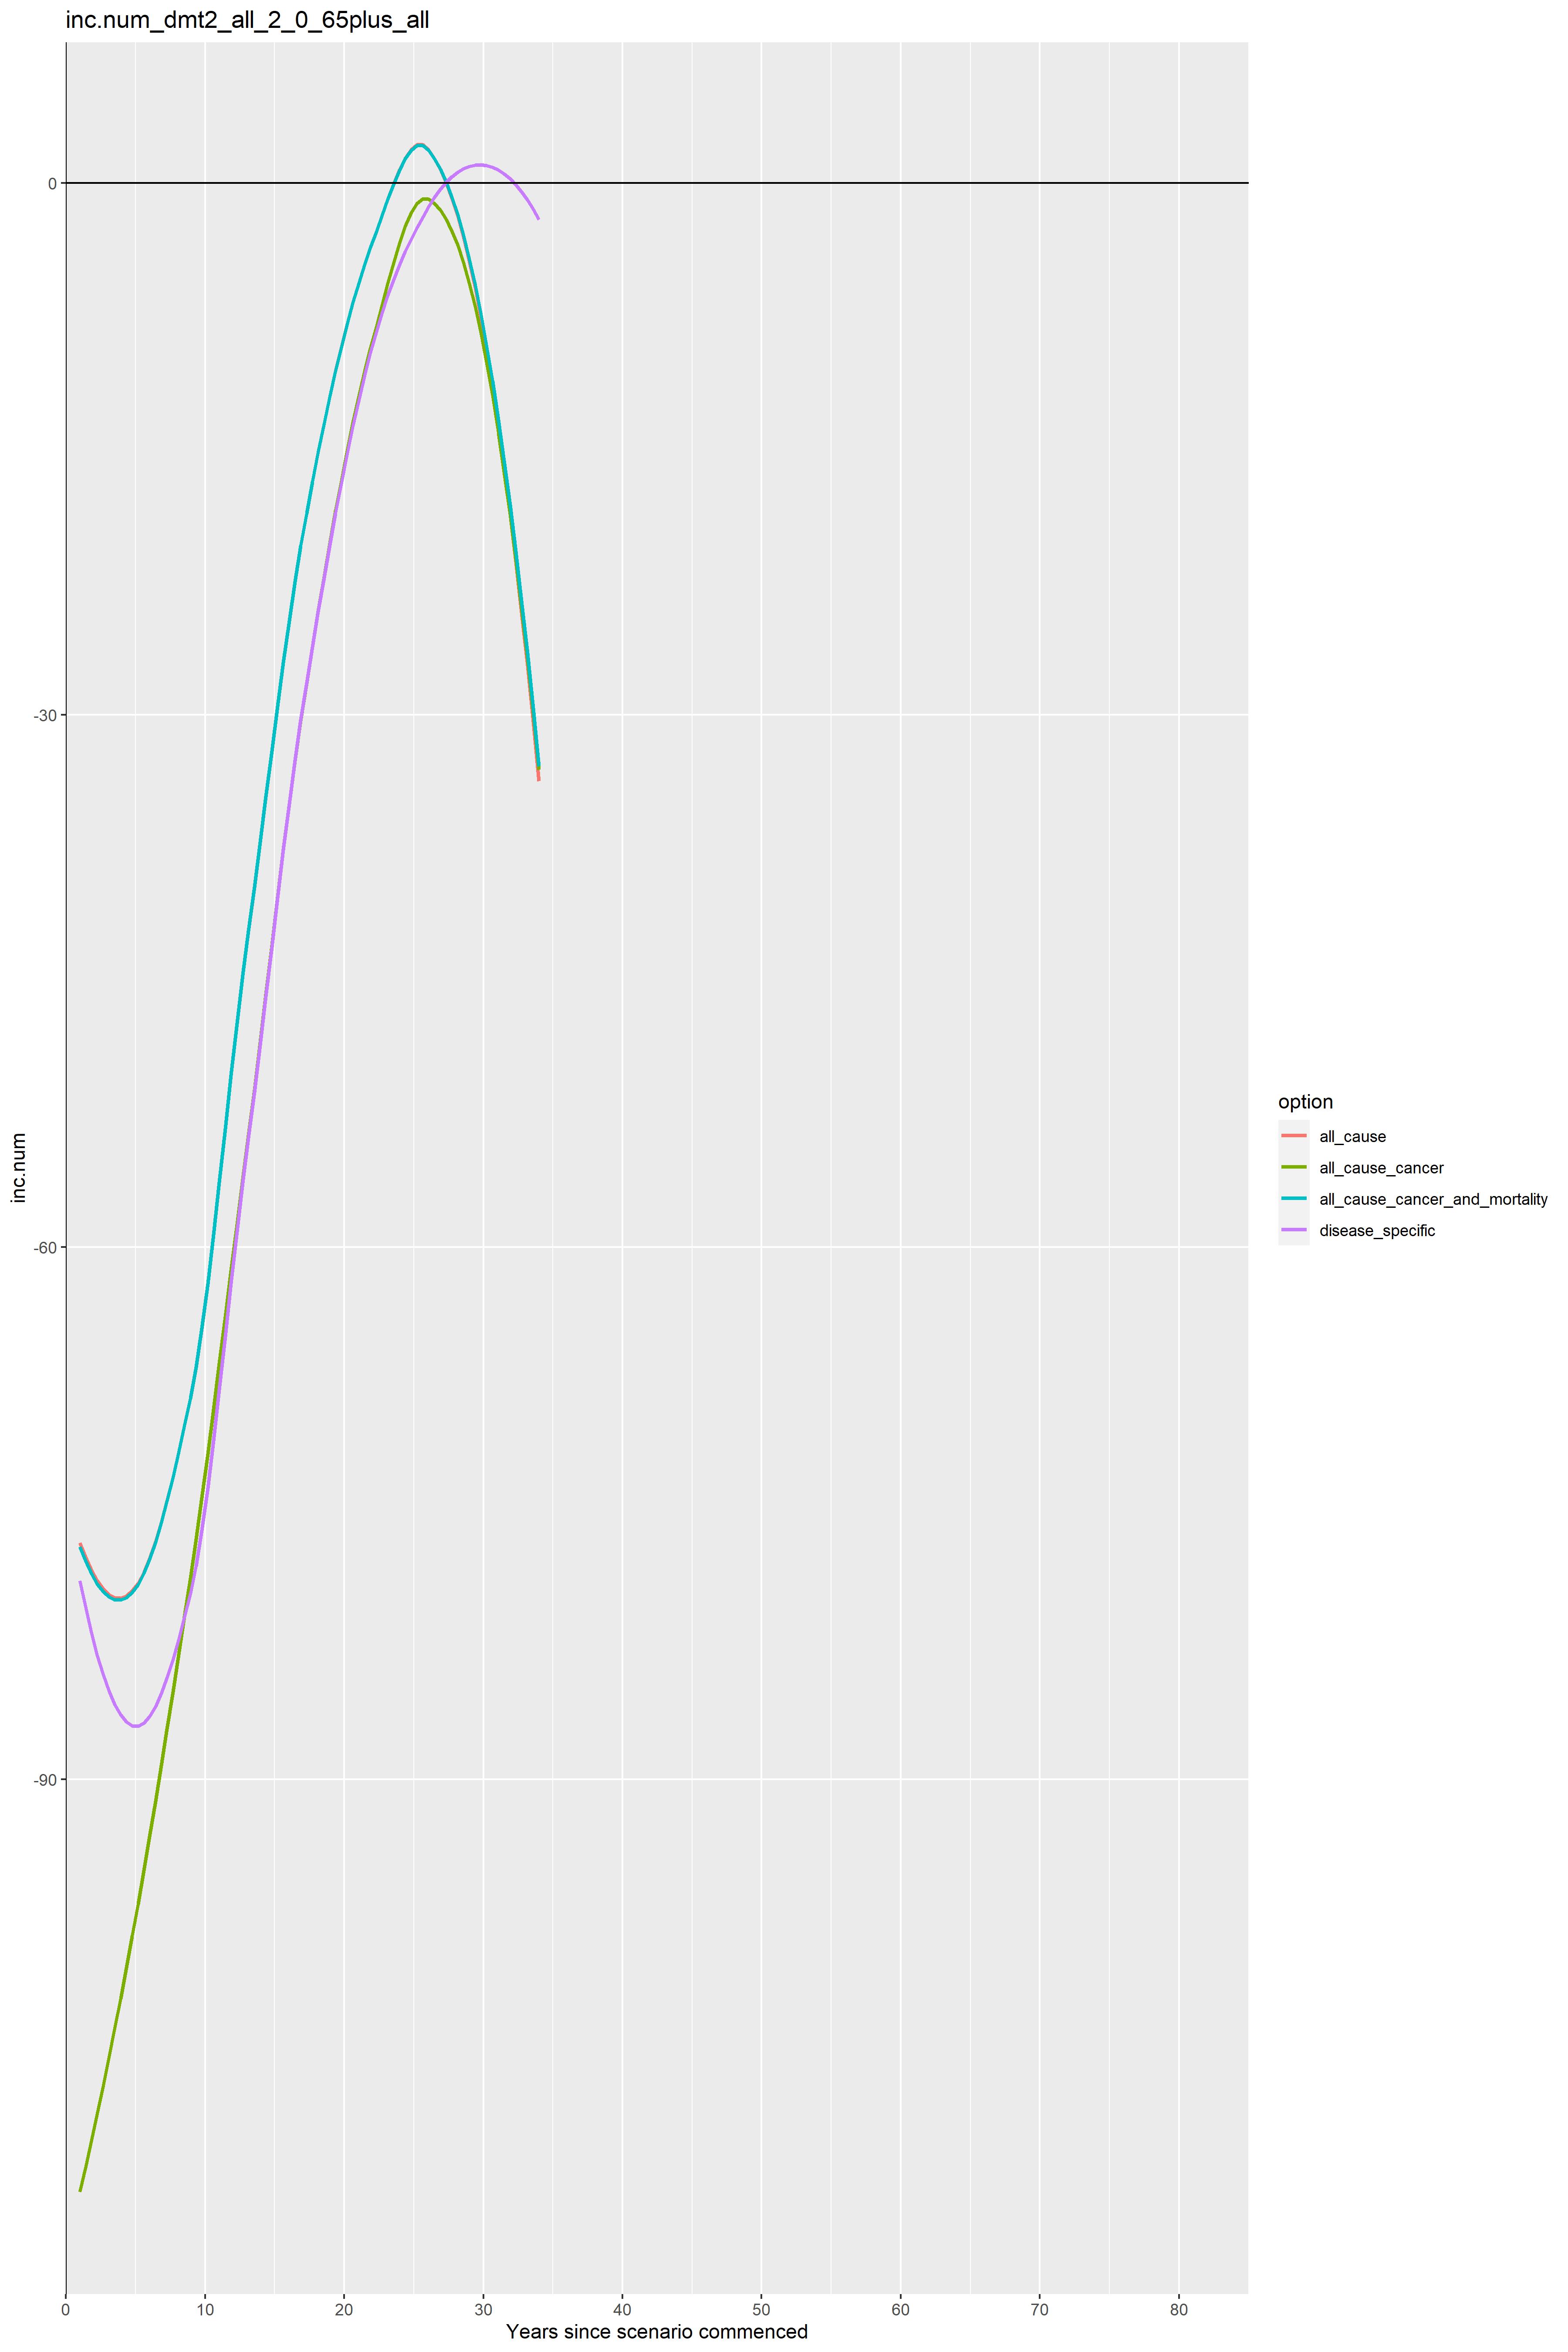 inc.num_dmt2_all_2_0_65plus_all
0
-30
-60
-90
inc.num
0 10 20 30 40 50 60 70 80
Years since scenario commenced
option
all_cause
all_cause_cancer
all_cause_cancer_and_mortality
disease_specific